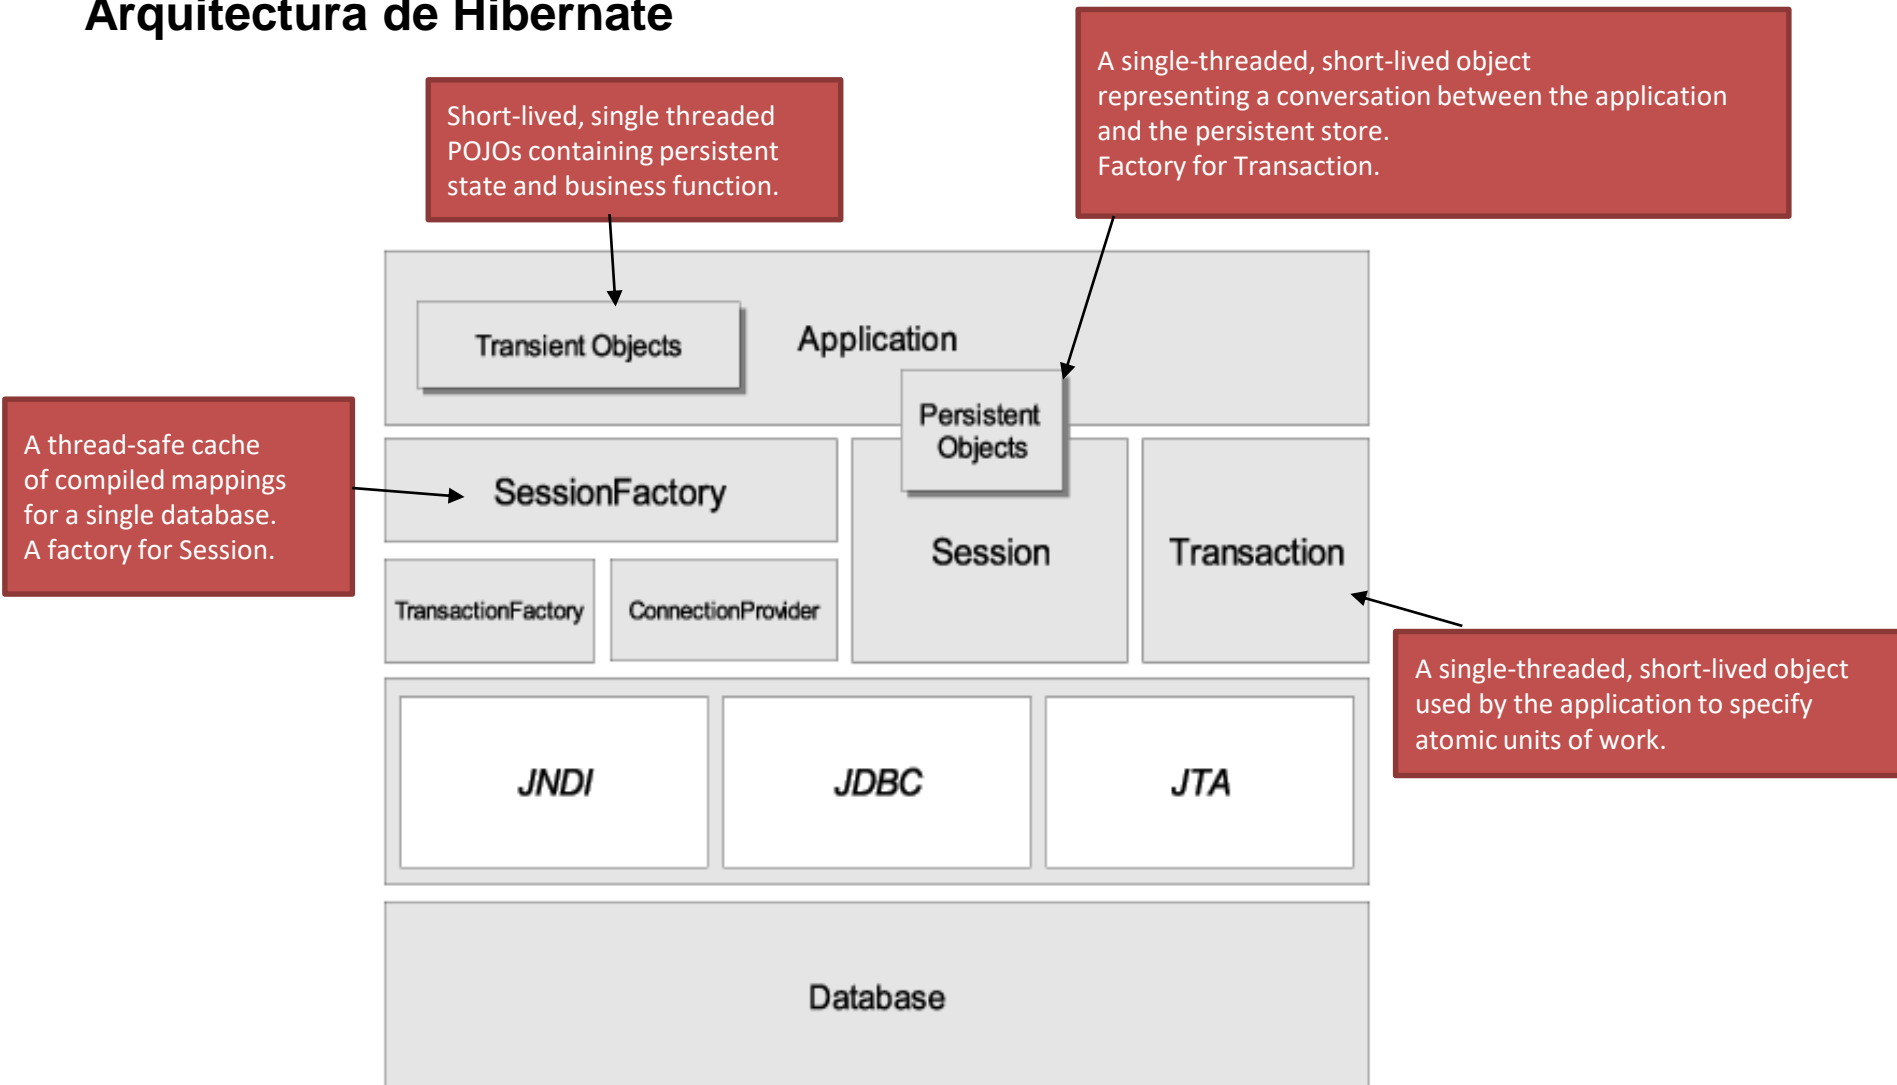 Arquitectura de Hibernate
A single-threaded, short-lived object
representing a conversation between the application
and the persistent store.
Factory for Transaction.
Short-lived, single threaded
POJOs containing persistent
state and business function.
Transient Objects
Application
Persistent
Objects
A thread-safe cache
of compiled mappings
for a single database.
A factory for Session.
SessionFactory
Session
Transaction
TransactionFactory
ConnectionProvider
A single-threaded, short-lived object
used by the application to specify
atomic units of work.
JNDI
JDBC
JTA
Database